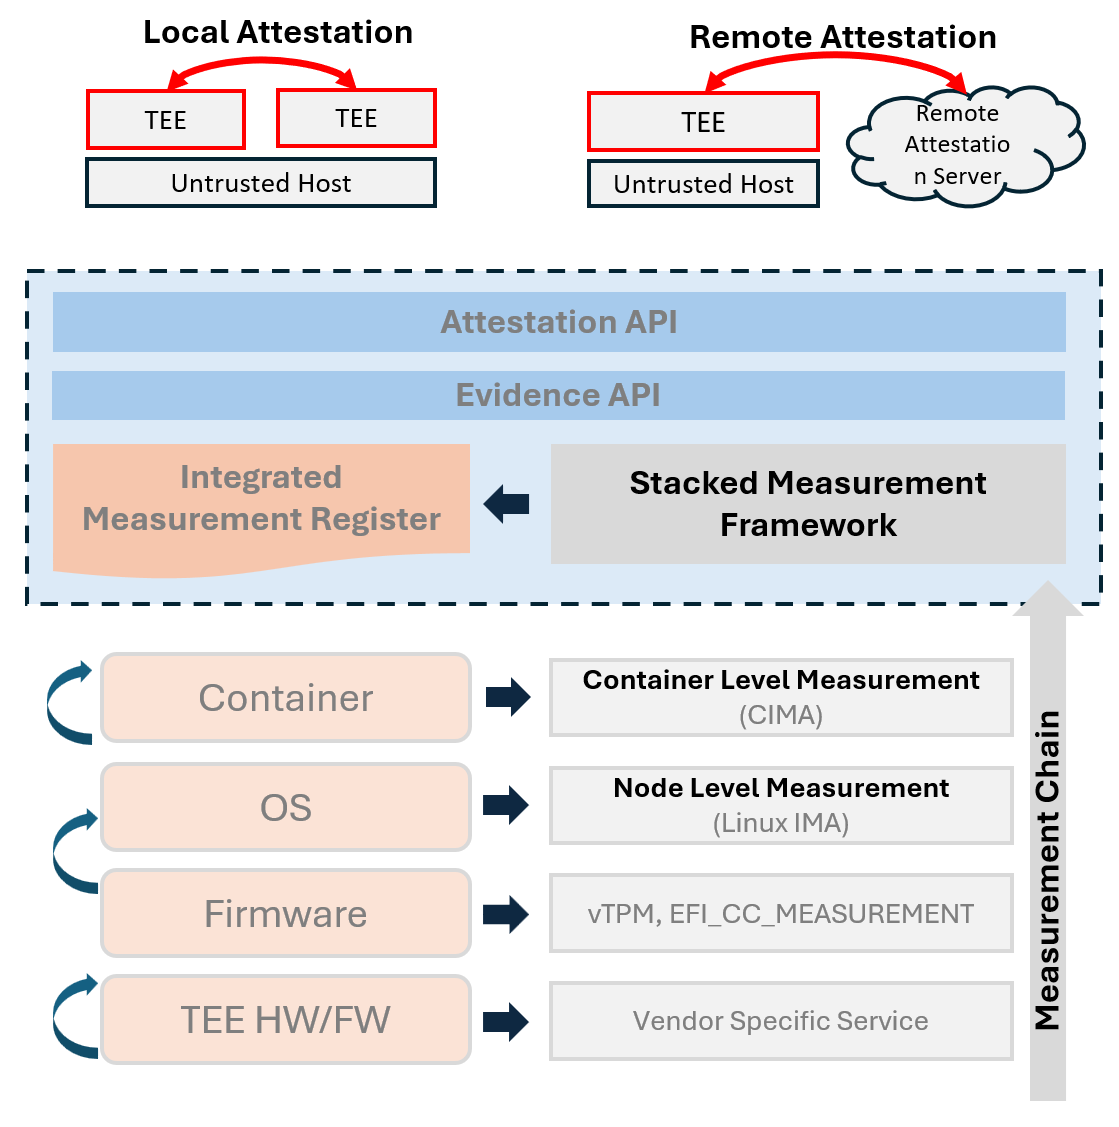 Local Attestation
Remote Attestation
TEE
TEE
Untrusted Host
TEE
Untrusted Host
Remote
Attestatio
n Server
Attestation API
Evidence API
Integrated
Measurement Register
Stacked Measurement
Framework
Container
Container Level Measurement
(CIMA)
OS
Node Level Measurement
(Linux IMA)
Firmware
vTPM, EFI_CC_MEASUREMENT
TEE HW/FW
Vendor Specific Service
Measurement Chain